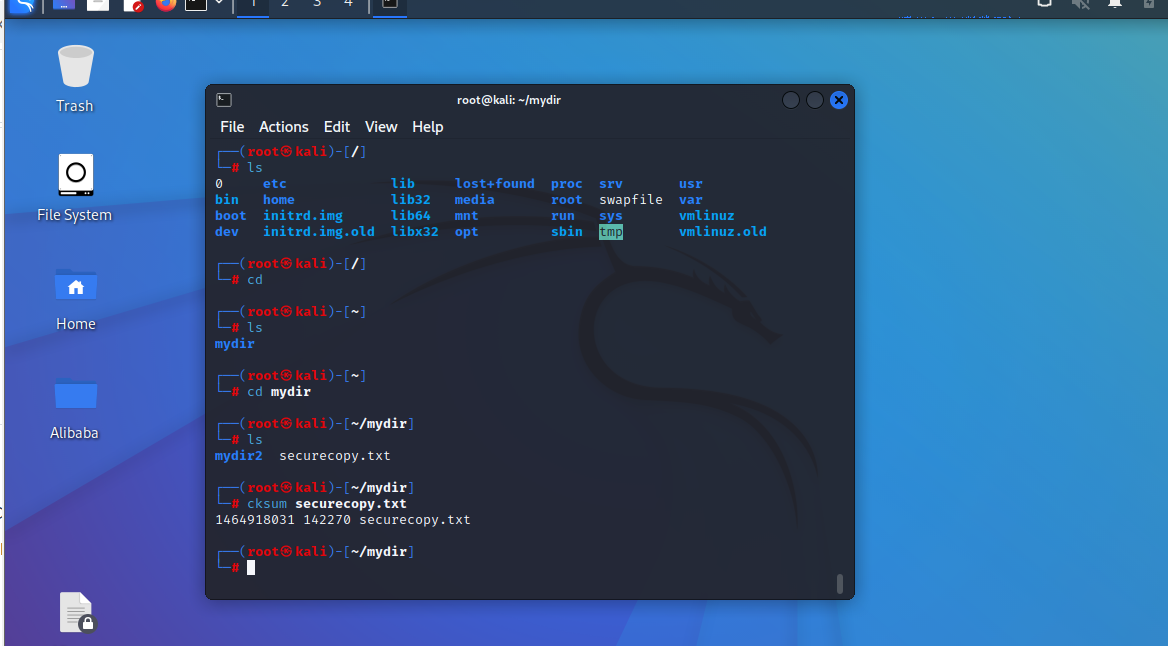 1 2 3 4
Trash
File System
Home
Alibaba
root@kali: ~/mydir
File Actions Edit View Help
┌──(root㉿kali)-[/]
└─# ls
0 etc lib lost+found proc srv usr
bin home lib32 media root swapfile var
boot initrd.img lib64 mnt run sys vmlinuz
dev initrd.img.old libx32 opt sbin tmp vmlinuz.old
┌──(root㉿kali)-[/]
└─# cd
┌──(root㉿kali)-[~]
└─# ls
mydir
┌──(root㉿kali)-[~]
└─# cd mydir
┌──(root㉿kali)-[~/mydir]
└─# ls
mydir2 securecopy.txt
┌──(root㉿kali)-[~/mydir]
└─# cksum securecopy.txt
1464918031 142270 securecopy.txt
┌──(root㉿kali)-[~/mydir]
└─#